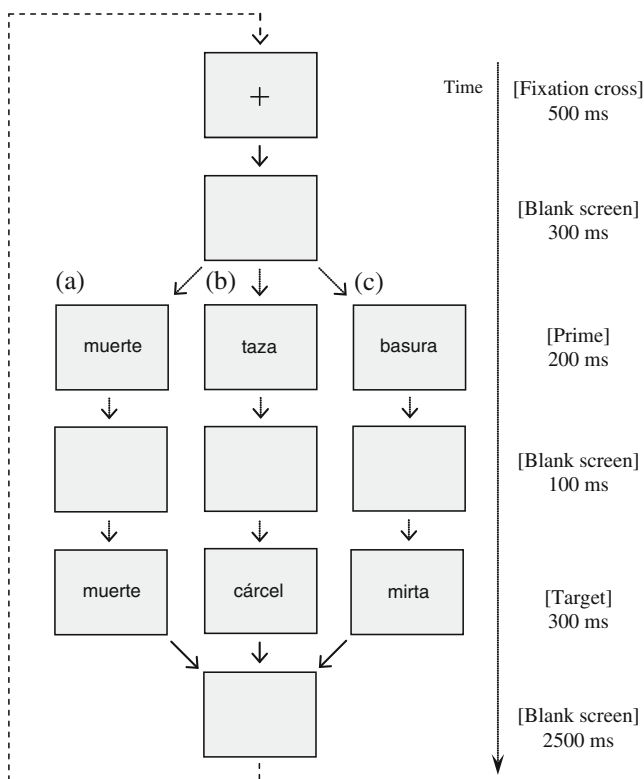 +
Time
[Fixation cross]
500 ms
[Blank screen]
300 ms
(a)
(b)
(c)
muerte
taza
basura
[Prime]
200 ms
[Blank screen]
100 ms
muerte
cárcel
mirta
[Target]
300 ms
[Blank screen]
2500 ms